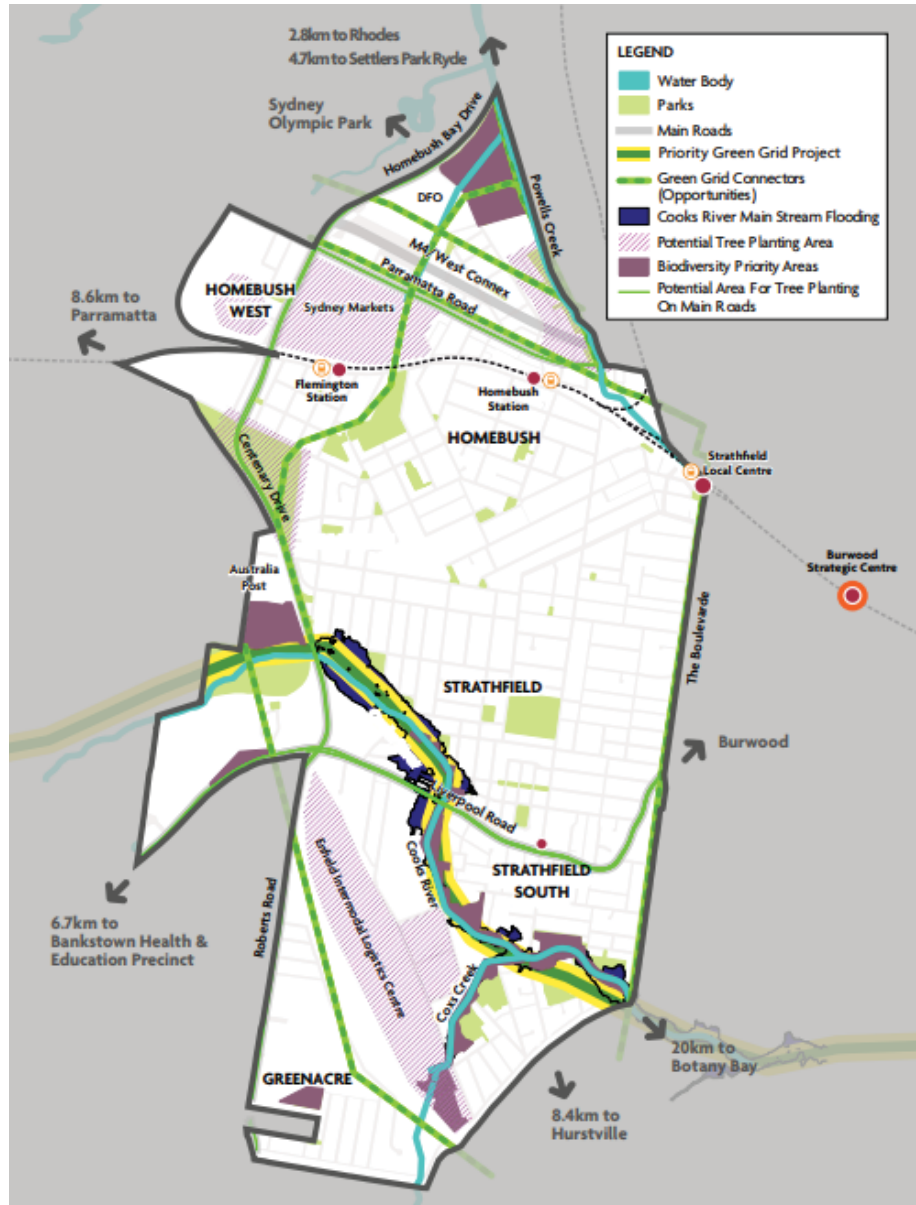 2.8km to Rhodes
4.7km to Settlers Park Ryde
LEGEND
Water Body
Parks
Main Roads
Priority Green Grid Project
Green Grid Connectors
(Opportunities)
Cooks River Main Stream Flooding
Potential Tree Planting Area
Biodiversity Priority Areas
Potential Area For Tree Planting
On Main Roads
Sydney
Olympic Park
Homebush Bay Drive
DFO
Powells Creek
M4/West Connex
Parramatta Road
HOMEBUSH
WEST
Sydney Markets
8.6km to
Parramatta
Flemington
Station
Homebush
Station
HOMEBUSH
Strathfield
Local Centre
Centenary Drive
Burwood
Strategic Centre
Australia
Post
The Boulevarde
STRATHFIELD
Burwood
Liverpool Road
Cooks River
STRATHFIELD
SOUTH
Enfield Intermodal Logistics Centre
Roberts Road
6.7km to
Bankstown Health &
Education Precinct
Coxs Creek
20km to
Botany Bay
GREENACRE
8.4km to
Hurstville